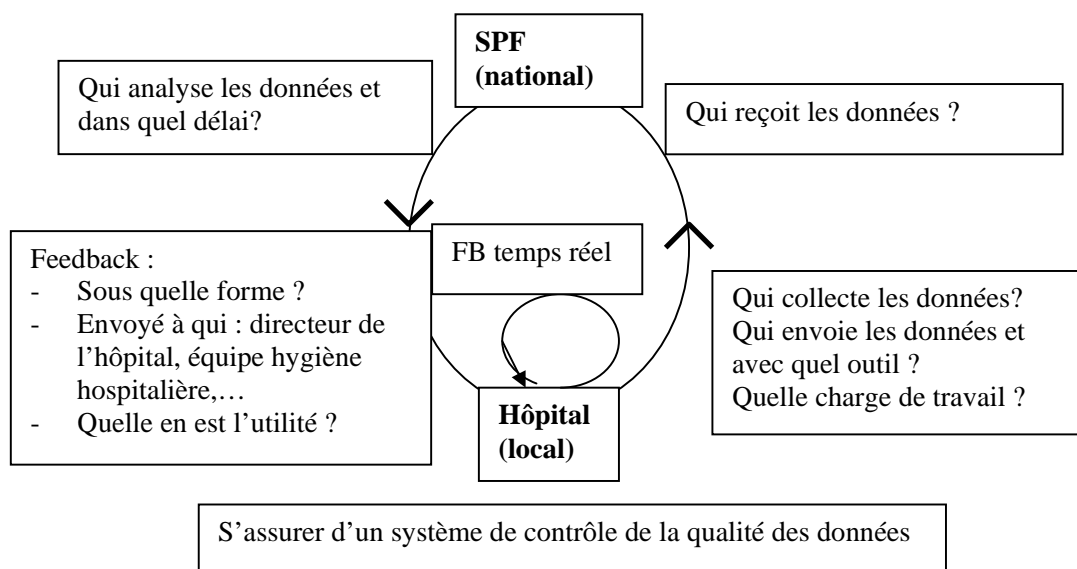 SPF
(national)
Qui analyse les données et
dans quel délai?
Qui reçoit les données ?
FB temps réel
Feedback :
- Sous quelle forme ?
- Envoyé à qui : directeur de
l’hôpital, équipe hygiène
hospitalière,…
- Quelle en est l’utilité ?
Qui collecte les données?
Qui envoie les données et
avec quel outil ?
Quelle charge de travail ?
Hôpital
(local)
S’assurer d’un système de contrôle de la qualité des données